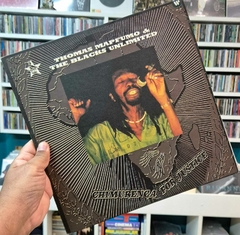 THOMAS MAPFUMO &
THE BLACKS UNLIMITED
CHIMURENGA FOR JUSTICE